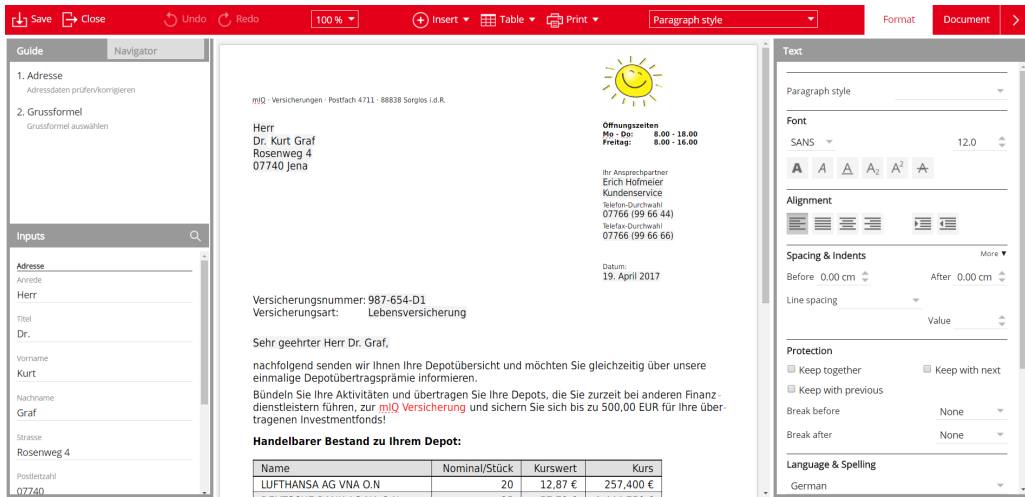 Save Close Undo Redo 100 % Insert Table Print Paragraph style Format Document
Guide Navigator
1. Adresse
Adressdaten prüfen/korrigieren
2. Grussformel
Grussformel auswählen
Inputs
Adresse
Anrede
Herr
Titel
Dr.
Vorname
Kurt
Nachname
Graf
Strasse
Rosenweg 4
Postleitzahl
07740
mIQ · Versicherungen · Postfach 4711 · 88838 Sorglos i.d.R.
Herr
Dr. Kurt Graf
Rosenweg 4
07740 Jena
Öffnungszeiten
Mo - Do: 8.00 - 18.00
Freitag: 8.00 - 16.00
Ihr Ansprechpartner
Erich Hofmeier
Kundenservice
Telefon-Durchwahl
07766 (99 66 44)
Telefax-Durchwahl
07766 (99 66 66)
Datum:
19. April 2017
Versicherungsnummer: 987-654-D1
Versicherungsart: Lebensversicherung
Sehr geehrter Herr Dr. Graf,
nachfolgend senden wir Ihnen Ihre Depotübersicht und möchten Sie gleichzeitig über unsere
einmalige Depotübertragsprämie informieren.
Bündeln Sie Ihre Aktivitäten und übertragen Sie Ihre Depots, die Sie zurzeit bei anderen Finanz-
dienstleistern führen, zur mIQ Versicherung und sichern Sie sich bis zu 500,00 EUR für Ihre über-
tragenen Investmentfonds!
Handelbarer Bestand zu Ihrem Depot:
Name Nominal/Stück Kurswert Kurs
LUFTHANSA AG VNA O.N 20 12,87 € 257,400 €
Text
Paragraph style
Font
SANS 12.0
A A A A2 A2 A
Alignment
Spacing & Indents More
Before 0.00 cm After 0.00 cm
Line spacing
Value
Protection
Keep together Keep with next
Keep with previous
Break before None
Break after None
Language & Spelling
German